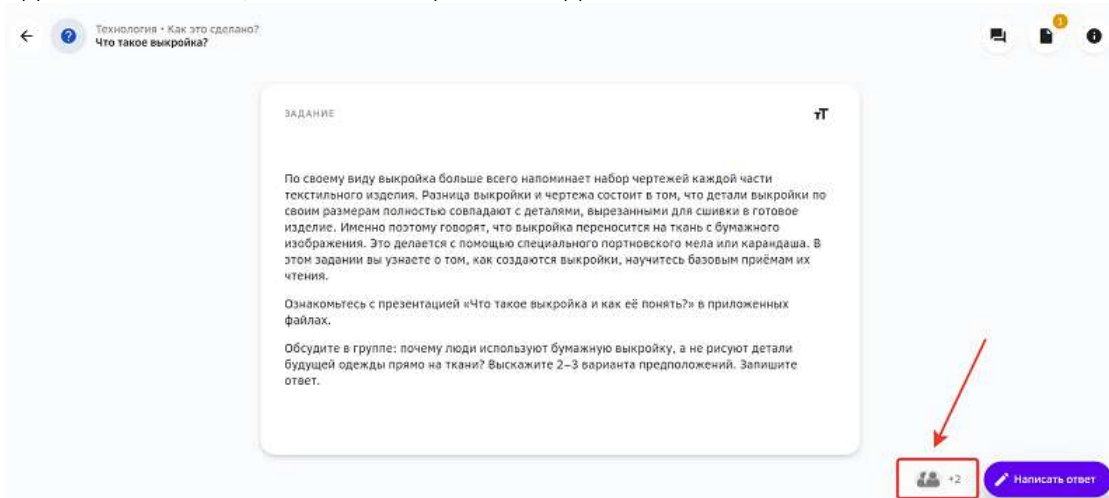 Технология • Как это сделано?
Что такое выкройка?
1
ЗАДАНИЕ
тТ
По своему виду выкройка больше всего напоминает набор чертежей каждой части
текстильного изделия. Разница выкройки и чертежа состоит в том, что детали выкройки по
своим размерам полностью совпадают с деталями, вырезанными для сшивки в готовое
изделие. Именно поэтому говорят, что выкройка переносится на ткань с бумажного
изображения. Это делается с помощью специального портновского мела или карандаша. В
этом задании вы узнаете о том, как создаются выкройки, научитесь базовым приёмам их
чтения.
Ознакомьтесь с презентацией «Что такое выкройка и как её понять?» в приложенных
файлах.
Обсудите в группе: почему люди используют бумажную выкройку, а не рисуют детали
будущей одежды прямо на ткани? Выскажите 2–3 варианта предположений. Запишите
ответ.
+2
Написать ответ